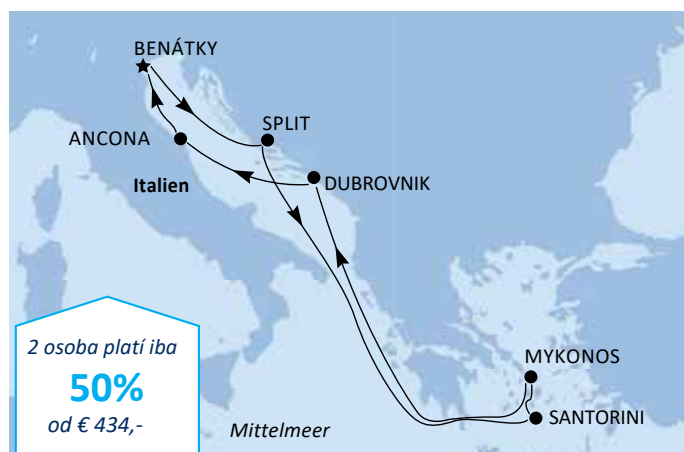 BENÁTKY
SPLIT
ANCONA
Italien
DUBROVNIK
2 osoba platí iba
50%
od € 434,-
MYKONOS
SANTORINI
Mittelmeer